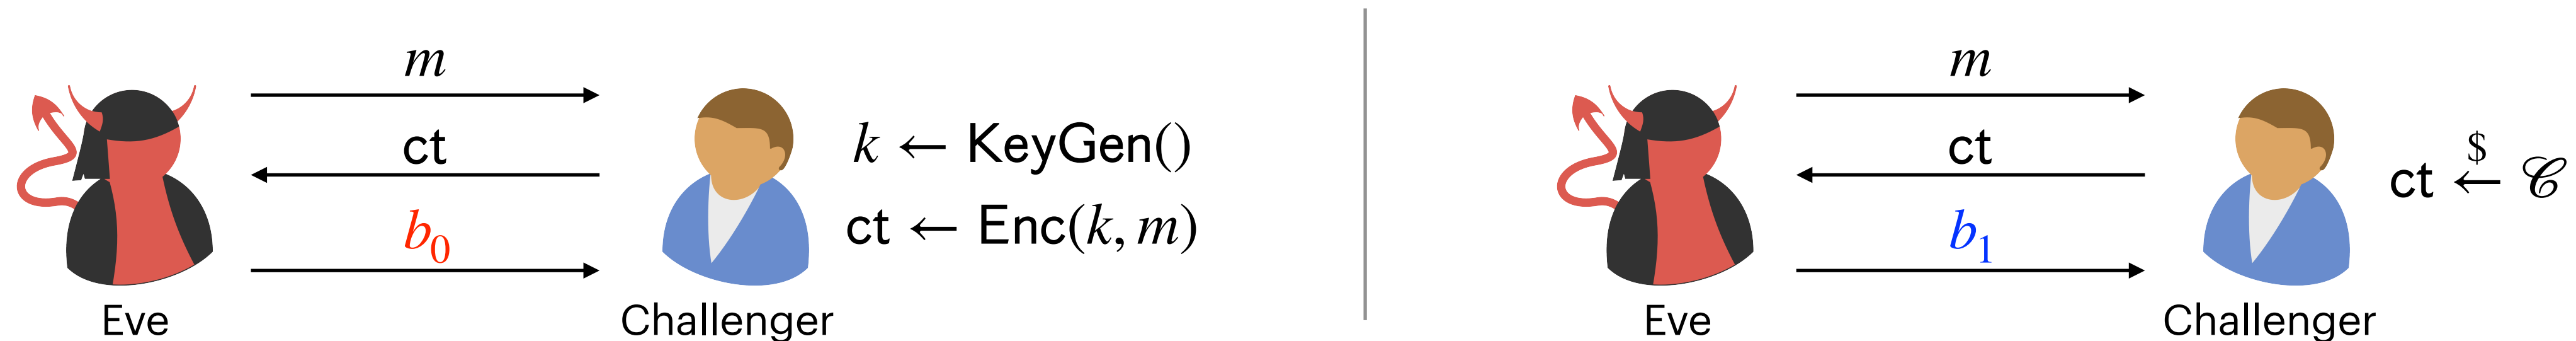 m
ct
b₀
k ← KeyGen()
ct ← Enc(k, m)
Eve
Challenger
m
ct
b₁
ct $← 𝒞
Eve
Challenger